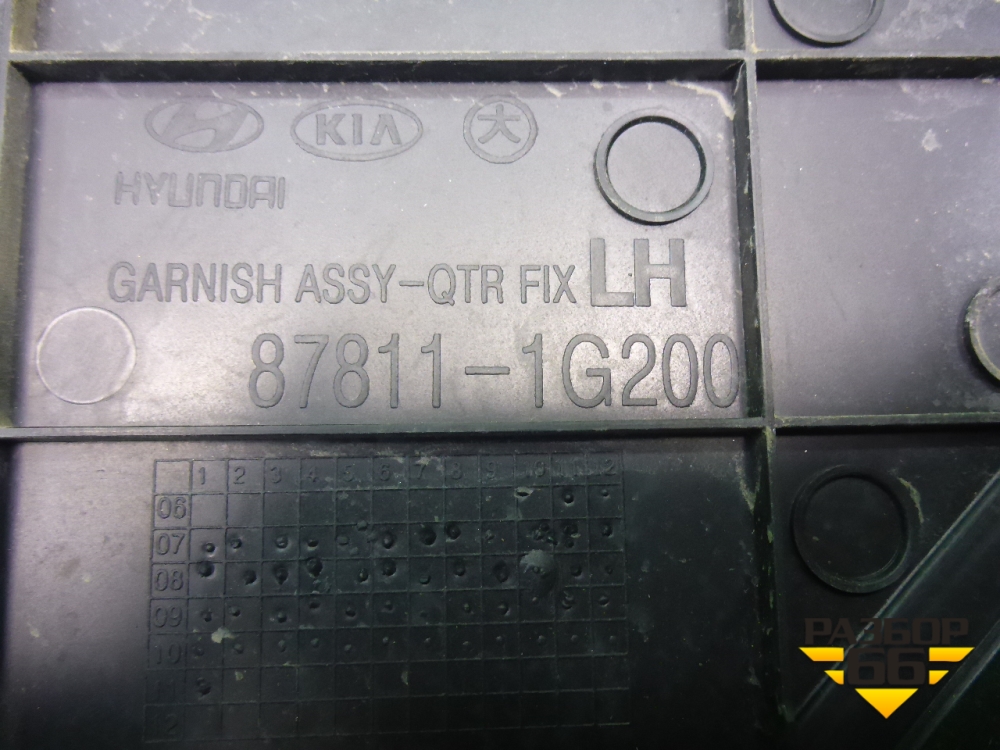 KIA 大
HYUNDAI
GARNISH ASSY-QTR FIX LH
87811-1G200
1 2 3 4 5 6 7 8 9 10 11 12
06
07
08
09
10
11
РАЗБОР
66